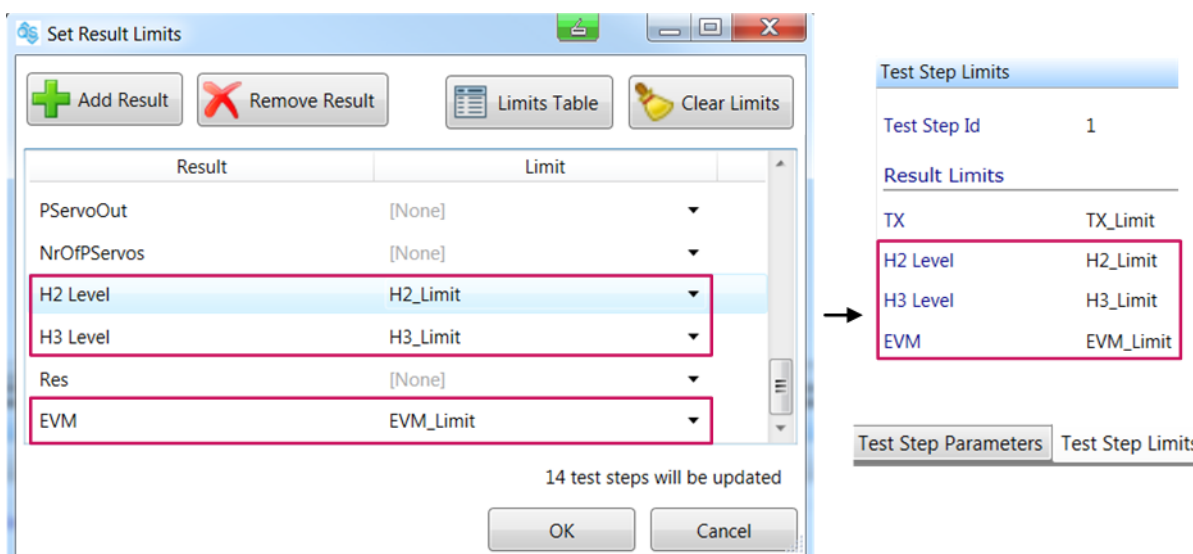 Set Result Limits
Add Result
Remove Result
Limits Table
Clear Limits
Result Limit
PServoOut [None]
NrOfPServos [None]
H2 Level H2_Limit
H3 Level H3_Limit
Res [None]
EVM EVM_Limit
14 test steps will be updated
OK
Cancel
Test Step Limits
Test Step Id 1
Result Limits
TX TX_Limit
H2 Level H2_Limit
H3 Level H3_Limit
EVM EVM_Limit
Test Step Parameters
Test Step Limits